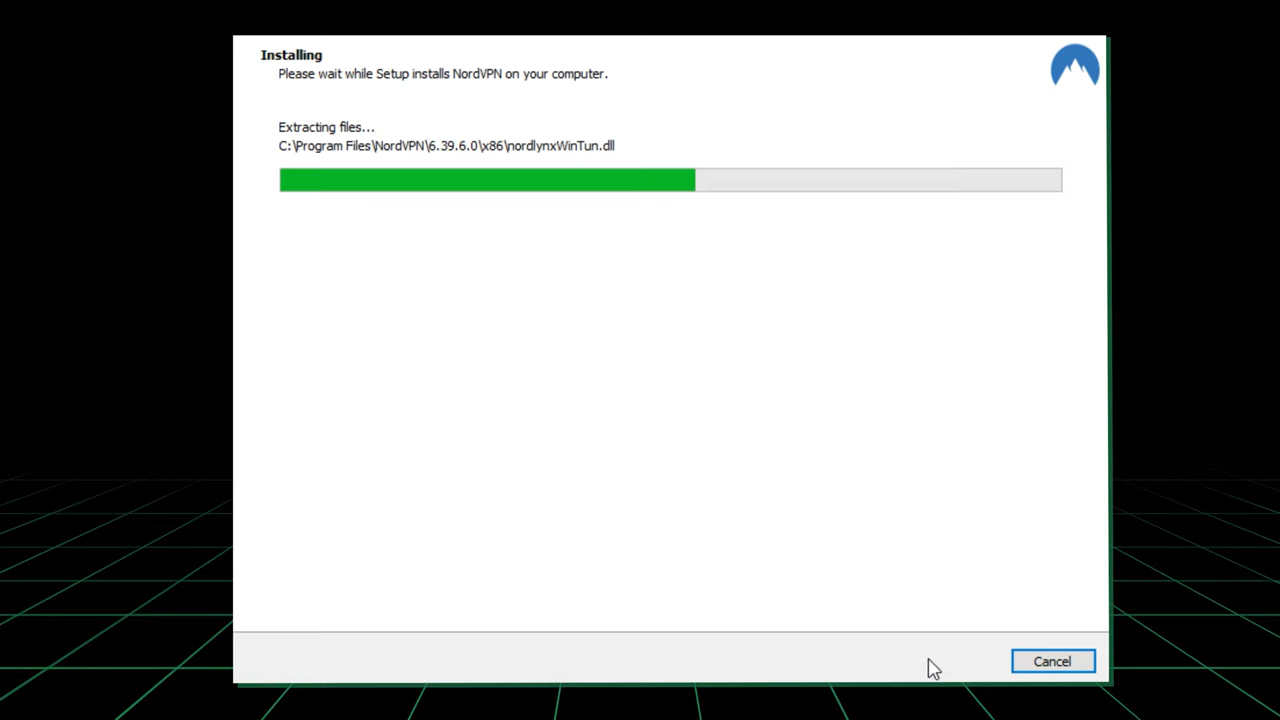 Installing
Please wait while Setup installs NordVPN on your computer.
Extracting files...
C:\Program Files\NordVPN\6.39.6.0\x86\nordlynxWinTun.dll
Cancel